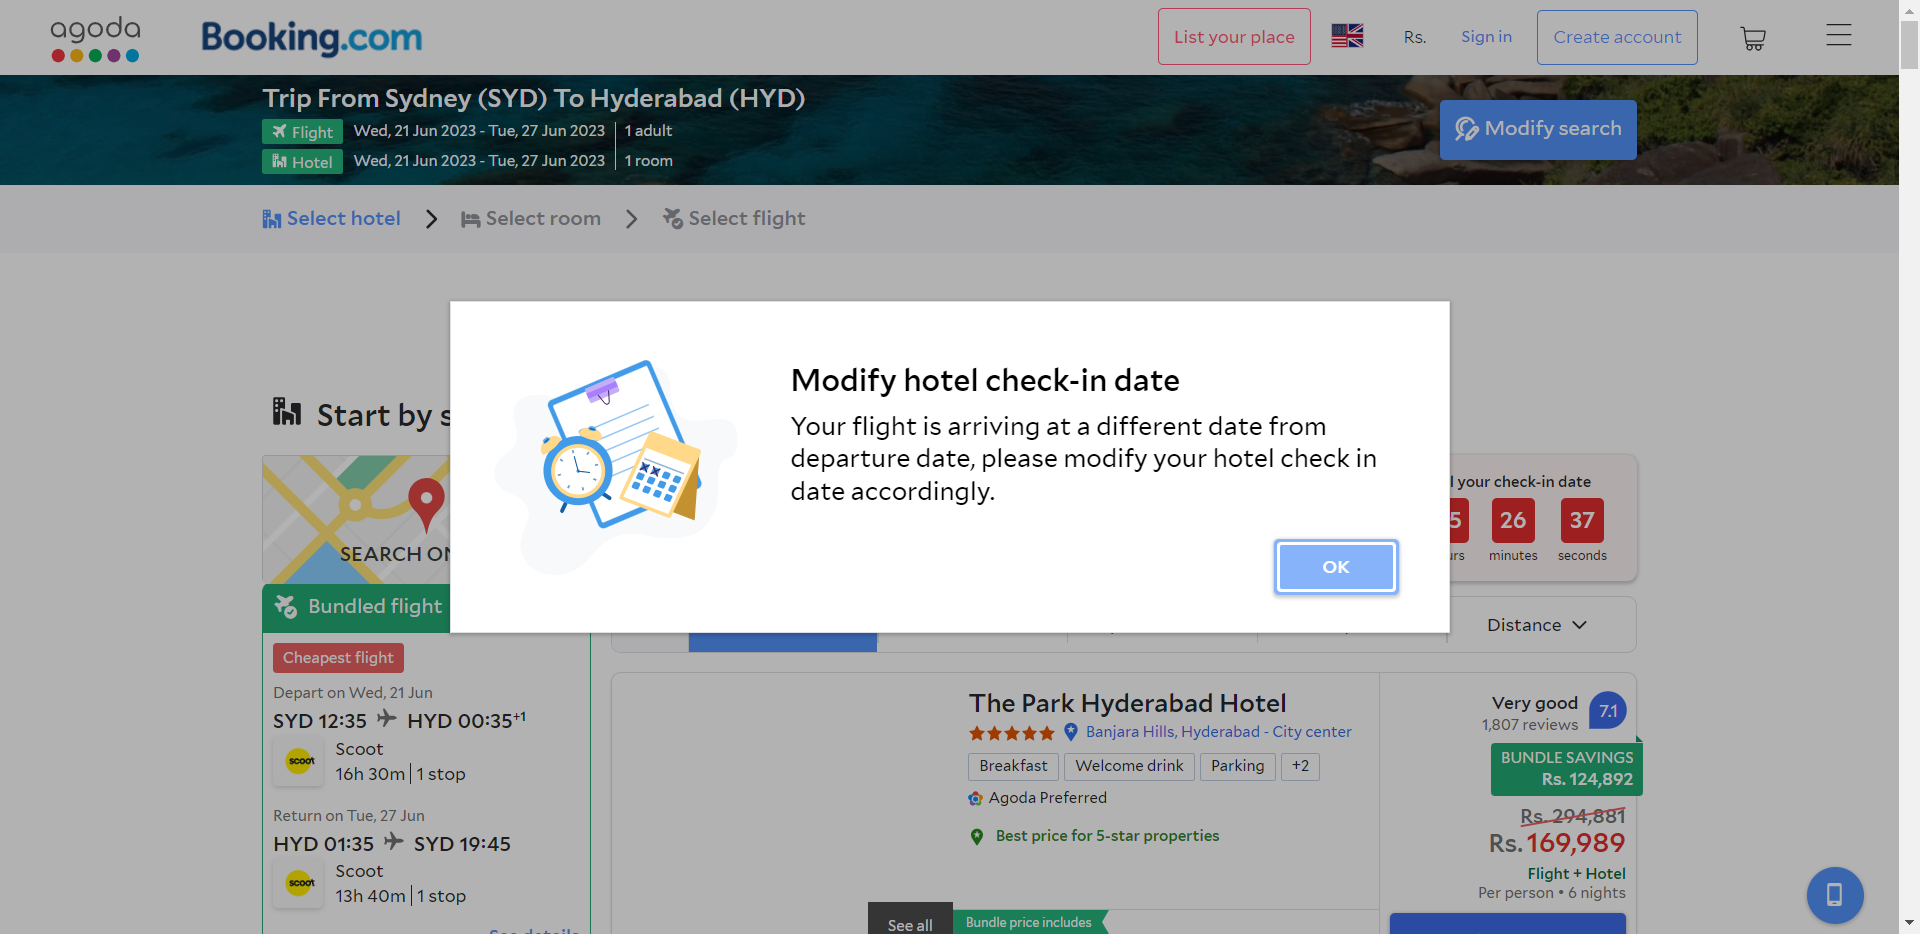 agoda
Booking.com
List your place
Rs.
Sign in
Create account
Trip From Sydney (SYD) To Hyderabad (HYD)
Flight
Wed, 21 Jun 2023 - Tue, 27 Jun 2023
1 adult
Hotel
Wed, 21 Jun 2023 - Tue, 27 Jun 2023
1 room
Modify search
Select hotel
Select room
Select flight
Modify hotel check-in date
Your flight is arriving at a different date from
departure date, please modify your hotel check in
date accordingly.
OK
Start by
SEARCH
your check-in date
26
37
minutes
seconds
Bundled flight
Distance
Cheapest flight
Depart on Wed, 21 Jun
SYD 12:35 HYD 00:35+1
scoot
Scoot
16h 30m
1 stop
Return on Tue, 27 Jun
HYD 01:35 SYD 19:45
scoot
Scoot
13h 40m
1 stop
The Park Hyderabad Hotel
Banjara Hills, Hyderabad - City center
Breakfast
Welcome drink
Parking
+2
Agoda Preferred
Best price for 5-star properties
See all
Bundle price includes
Very good
1,807 reviews
7.1
BUNDLE SAVINGS
Rs. 124,892
Rs. 294,881
Rs. 169,989
Flight + Hotel
Per person • 6 nights